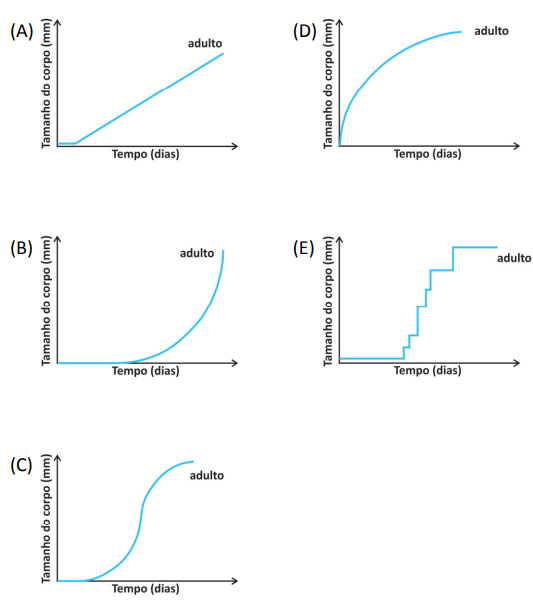 (A)
Tamanho do corpo (mm)
adulto
Tempo (dias)
(B)
Tamanho do corpo (mm)
adulto
Tempo (dias)
(C)
Tamanho do corpo (mm)
adulto
Tempo (dias)
(D)
Tamanho do corpo (mm)
adulto
Tempo (dias)
(E)
Tamanho do corpo (mm)
adulto
Tempo (dias)